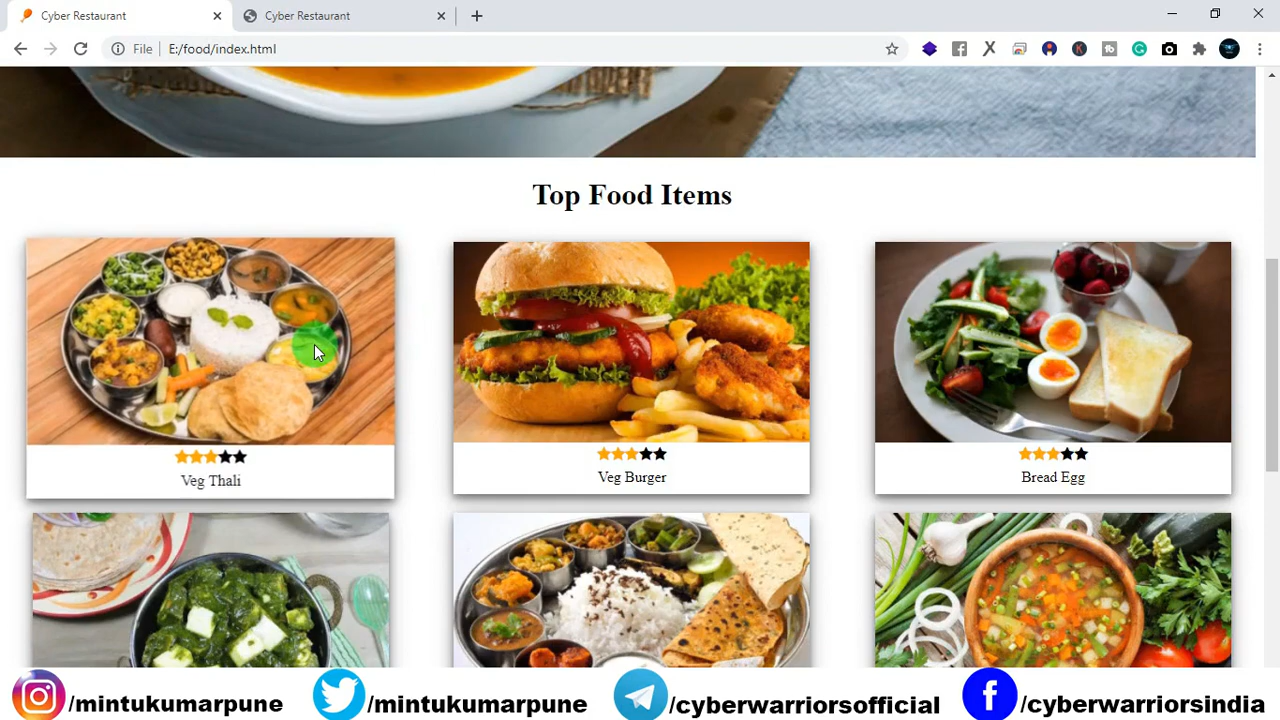 Cyber Restaurant
Cyber Restaurant
File
E:/food/index.html
Top Food Items
Veg Thali
Veg Burger
Bread Egg
/mintukumarpune
/mintukumarpune
/cyberwarriorsofficial
/cyberwarriorsindia